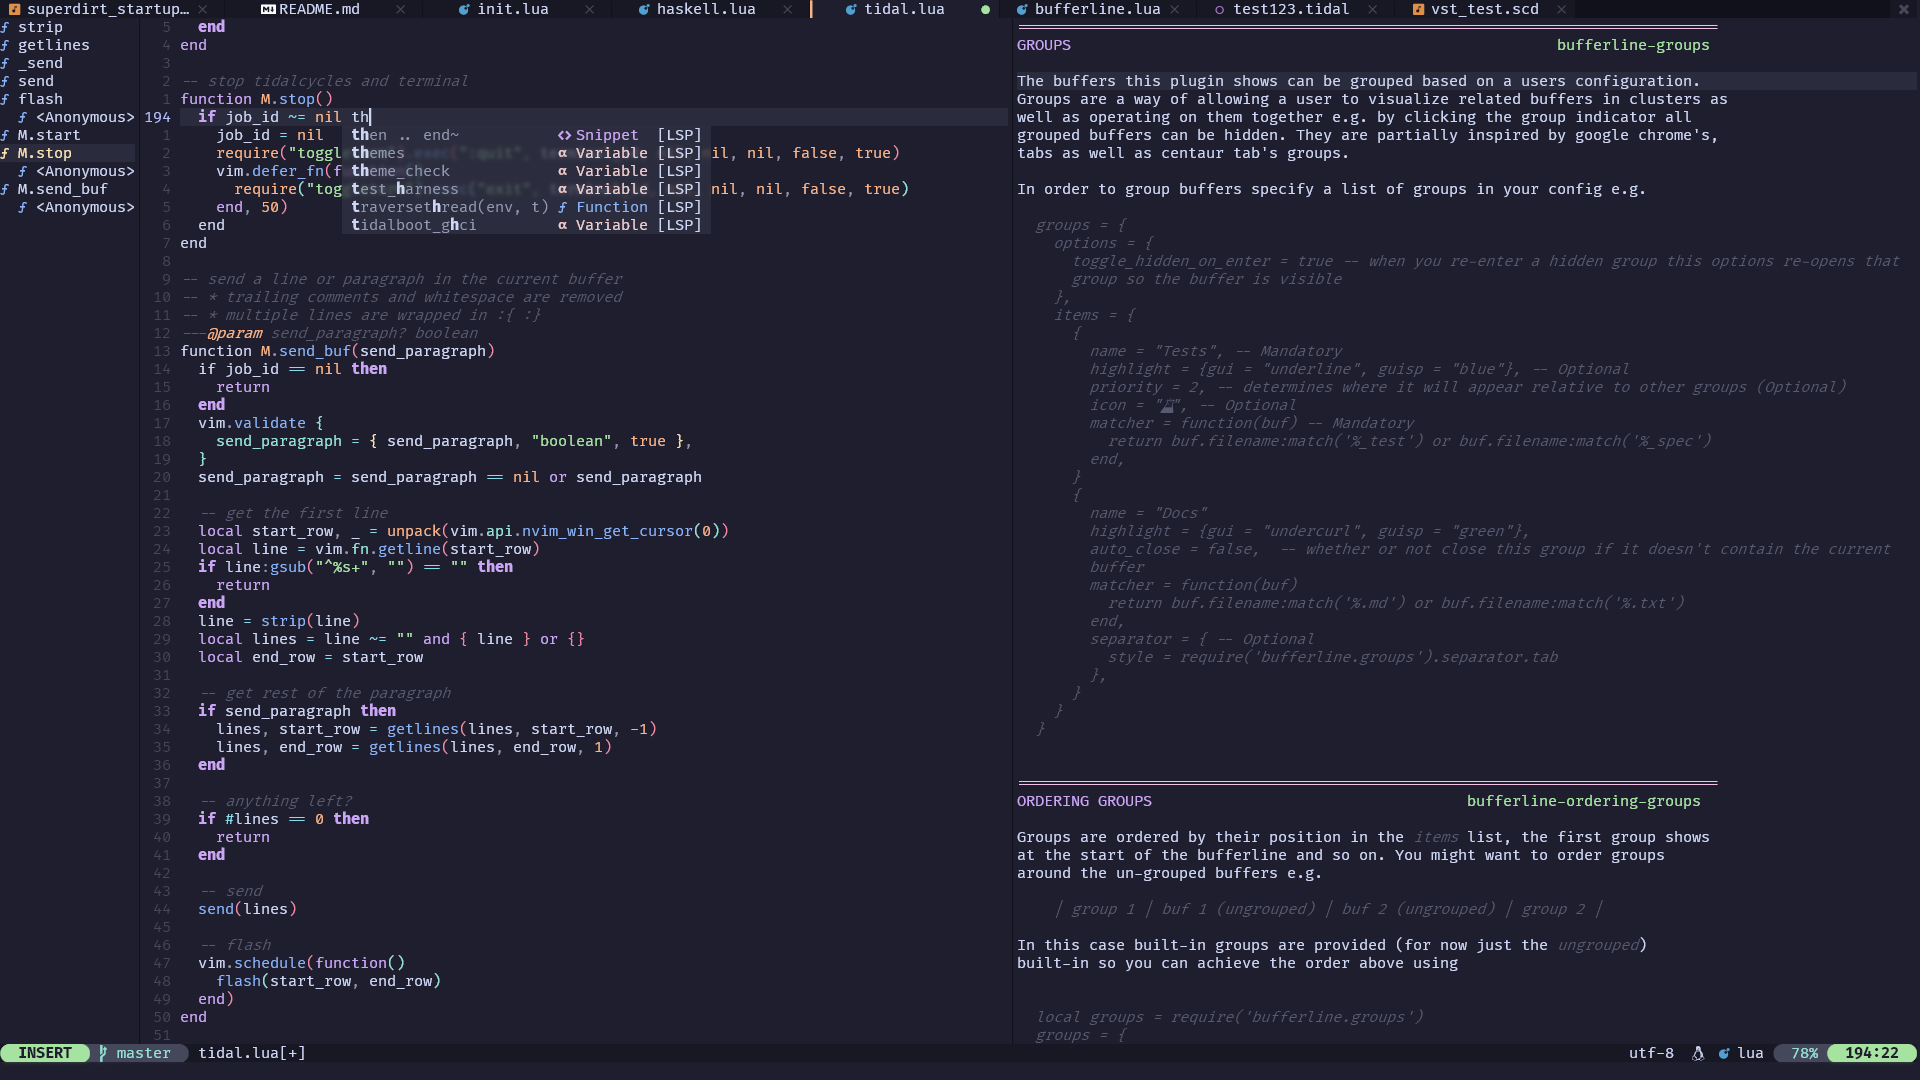 superdirt_startup…
README.md
init.lua
haskell.lua
tidal.lua
bufferline.lua
test123.tidal
vst_test.scd
ƒ strip
ƒ getlines
ƒ _send
ƒ send
ƒ flash
ƒ <Anonymous>
ƒ M.start
ƒ M.stop
ƒ <Anonymous>
ƒ M.send_buf
ƒ <Anonymous>
5 end
4 end
3
2 -- stop tidalcycles and terminal
1 function M.stop()
194 if job_id ~= nil th
1 job_id = nil
2 require("toggle il, nil, false, true)
3 vim.defer_fn(f
4 require("tog nil, nil, false, true)
5 end, 50)
6 end
7 end
then .. end~ <> Snippet [LSP]
themes α Variable [LSP]
theme_check α Variable [LSP]
test_harness α Variable [LSP]
traversethread(env, t) ƒ Function [LSP]
tidalboot_ghci α Variable [LSP]
8
9 -- send a line or paragraph in the current buffer
10 -- * trailing comments and whitespace are removed
11 -- * multiple lines are wrapped in :{ :}
12 ---@param send_paragraph? boolean
13 function M.send_buf(send_paragraph)
14 if job_id == nil then
15 return
16 end
17 vim.validate {
18 send_paragraph = { send_paragraph, "boolean", true },
19 }
20 send_paragraph = send_paragraph == nil or send_paragraph
21
22 -- get the first line
23 local start_row, _ = unpack(vim.api.nvim_win_get_cursor(0))
24 local line = vim.fn.getline(start_row)
25 if line:gsub("^%s+", "") == "" then
26 return
27 end
28 line = strip(line)
29 local lines = line ~= "" and { line } or {}
30 local end_row = start_row
31
32 -- get rest of the paragraph
33 if send_paragraph then
34 lines, start_row = getlines(lines, start_row, -1)
35 lines, end_row = getlines(lines, end_row, 1)
36 end
37
38 -- anything left?
39 if #lines == 0 then
40 return
41 end
42
43 -- send
44 send(lines)
45
46 -- flash
47 vim.schedule(function()
48 flash(start_row, end_row)
49 end)
50 end
51
GROUPS bufferline-groups
The buffers this plugin shows can be grouped based on a users configuration.
Groups are a way of allowing a user to visualize related buffers in clusters as
well as operating on them together e.g. by clicking the group indicator all
grouped buffers can be hidden. They are partially inspired by google chrome's,
tabs as well as centaur tab's groups.
In order to group buffers specify a list of groups in your config e.g.
groups = {
options = {
toggle_hidden_on_enter = true -- when you re-enter a hidden group this options re-opens that
group so the buffer is visible
},
items = {
{
name = "Tests", -- Mandatory
highlight = {gui = "underline", guisp = "blue"}, -- Optional
priority = 2, -- determines where it will appear relative to other groups (Optional)
icon = "", -- Optional
matcher = function(buf) -- Mandatory
return buf.filename:match('%_test') or buf.filename:match('%_spec')
end,
}
{
name = "Docs"
highlight = {gui = "undercurl", guisp = "green"},
auto_close = false, -- whether or not close this group if it doesn't contain the current
buffer
matcher = function(buf)
return buf.filename:match('%.md') or buf.filename:match('%.txt')
end,
separator = { -- Optional
style = require('bufferline.groups').separator.tab
},
}
}
}
ORDERING GROUPS bufferline-ordering-groups
Groups are ordered by their position in the items list, the first group shows
at the start of the bufferline and so on. You might want to order groups
around the un-grouped buffers e.g.
| group 1 | buf 1 (ungrouped) | buf 2 (ungrouped) | group 2 |
In this case built-in groups are provided (for now just the ungrouped)
built-in so you can achieve the order above using
local groups = require('bufferline.groups')
groups = {
INSERT master tidal.lua[+] utf-8 lua 78% 194:22